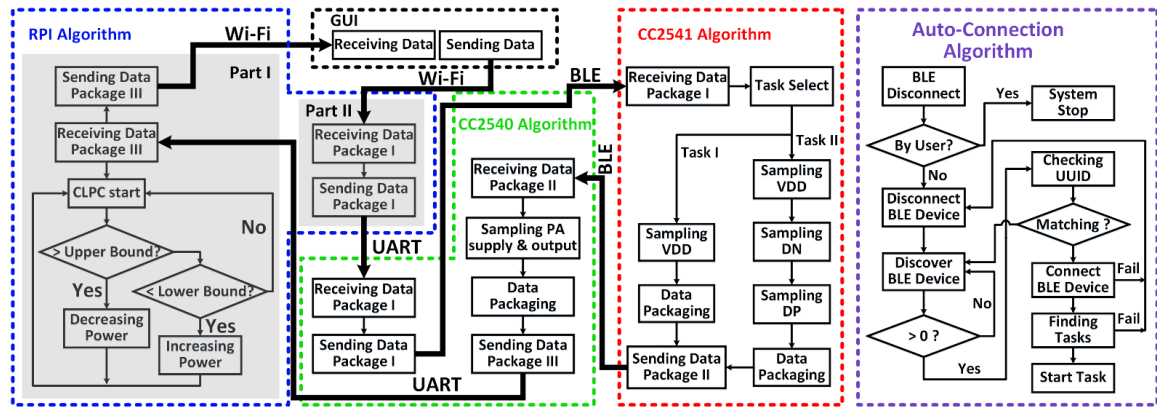 RPI Algorithm
Wi-Fi
Part I
Sending Data
Package III
Receiving Data
Package III
CLPC start
No
> Upper Bound?
Yes
< Lower Bound?
Decreasing
Power
Yes
Increasing
Power
GUI
Receiving Data
Sending Data
Wi-Fi
Part II
Receiving Data
Package I
Sending Data
Package I
UART
CC2540 Algorithm
BLE
Receiving Data
Package I
Sending Data
Package I
Receiving Data
Package II
Sampling PA
supply & output
Data
Packaging
Sending Data
Package III
UART
BLE
CC2541 Algorithm
Receiving Data
Package I
Task Select
Task I
Task II
Sampling
VDD
Data
Packaging
Sending Data
Package II
Sampling
VDD
Sampling
DN
Sampling
DP
Data
Packaging
Auto-Connection
Algorithm
BLE
Disconnect
Yes
System
Stop
By User?
No
Disconnect
BLE Device
Discover
BLE Device
No
> 0 ?
Yes
Checking
UUID
Matching ?
Connect
BLE Device
Fail
Finding
Tasks
Fail
Start Task